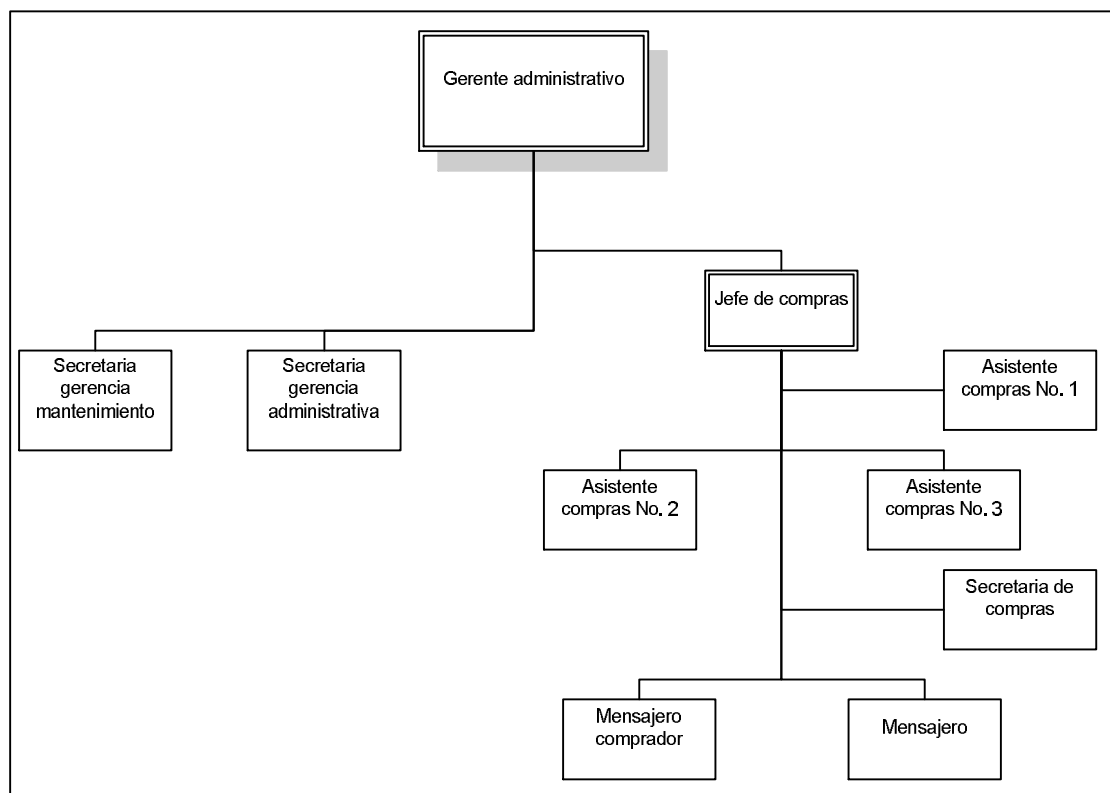 Gerente administrativo
Jefe de compras
Secretaria
gerencia
mantenimiento
Secretaria
gerencia
administrativa
Asistente
compras No. 1
Asistente
compras No. 2
Asistente
compras No. 3
Secretaria de
compras
Mensajero
comprador
Mensajero